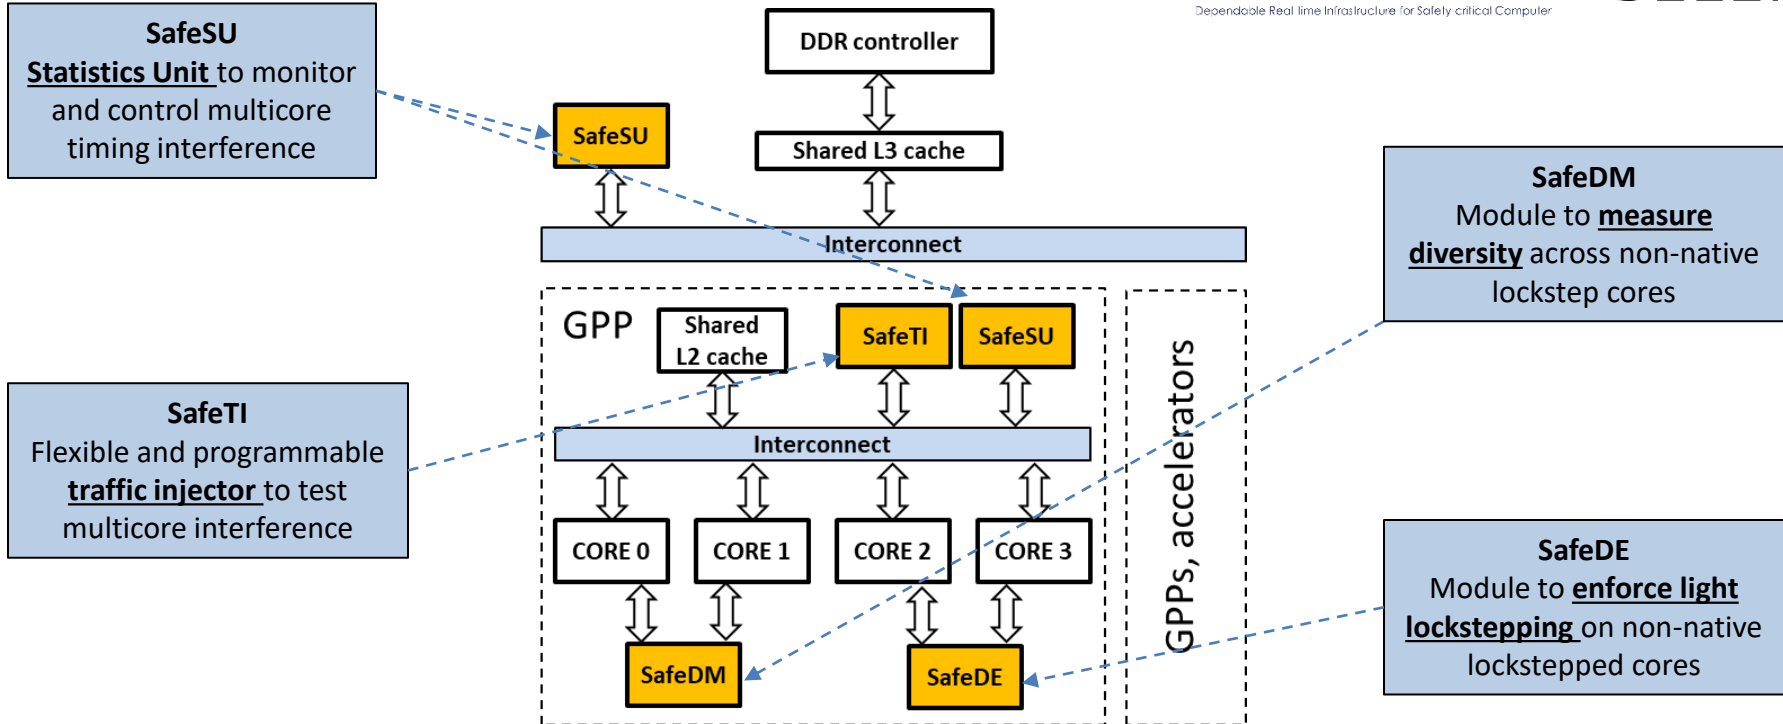 Dependable Real Time Infrastructure for Safety-critical Computer
SafeSU
Statistics Unit to monitor
and control multicore
timing interference
DDR controller
SafeSU
Shared L3 cache
Interconnect
SafeDM
Module to measure
diversity across non-native
lockstep cores
GPP
Shared
L2 cache
SafeTI
SafeSU
GPPs, accelerators
SafeTI
Flexible and programmable
traffic injector to test
multicore interference
Interconnect
CORE 0
CORE 1
CORE 2
CORE 3
SafeDM
SafeDE
SafeDE
Module to enforce light
lockstepping on non-native
lockstepped cores